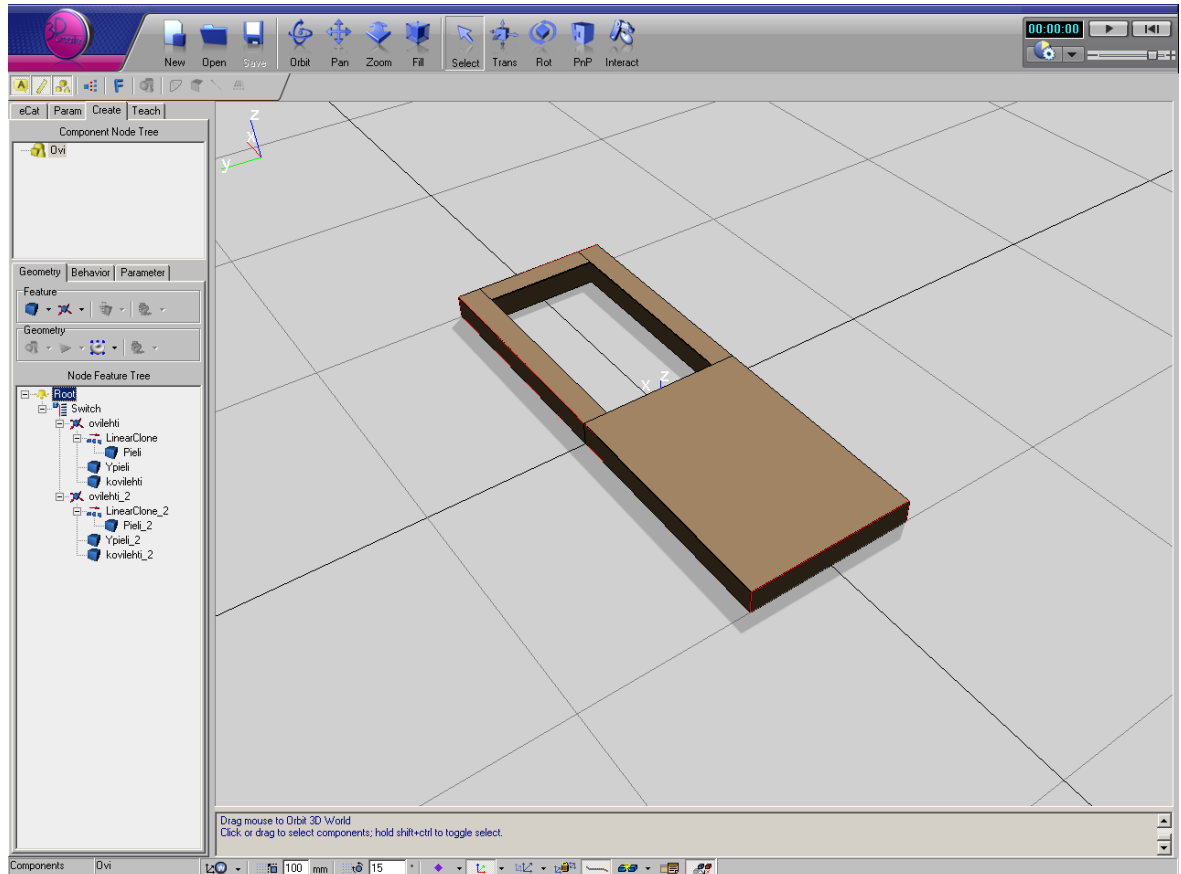 3D
00:00:00
New Open Save Orbit Pan Zoom Fill Select Trans Rot PnP Interact
A F
eCat Param Create Teach
Component Node Tree
Ovi
Geometry Behavior Parameter
Feature
Geometry
Node Feature Tree
Root
Switch
ovilehti
LinearClone
Pieli
Ypieli
kovilehti
ovilehti_2
LinearClone_2
Pieli_2
Ypieli_2
kovilehti_2
z
x
y
z
x
Drag mouse to Orbit 3D World
Click or drag to select components; hold shift+ctrl to toggle select.
Components Ovi 100 mm 15 °